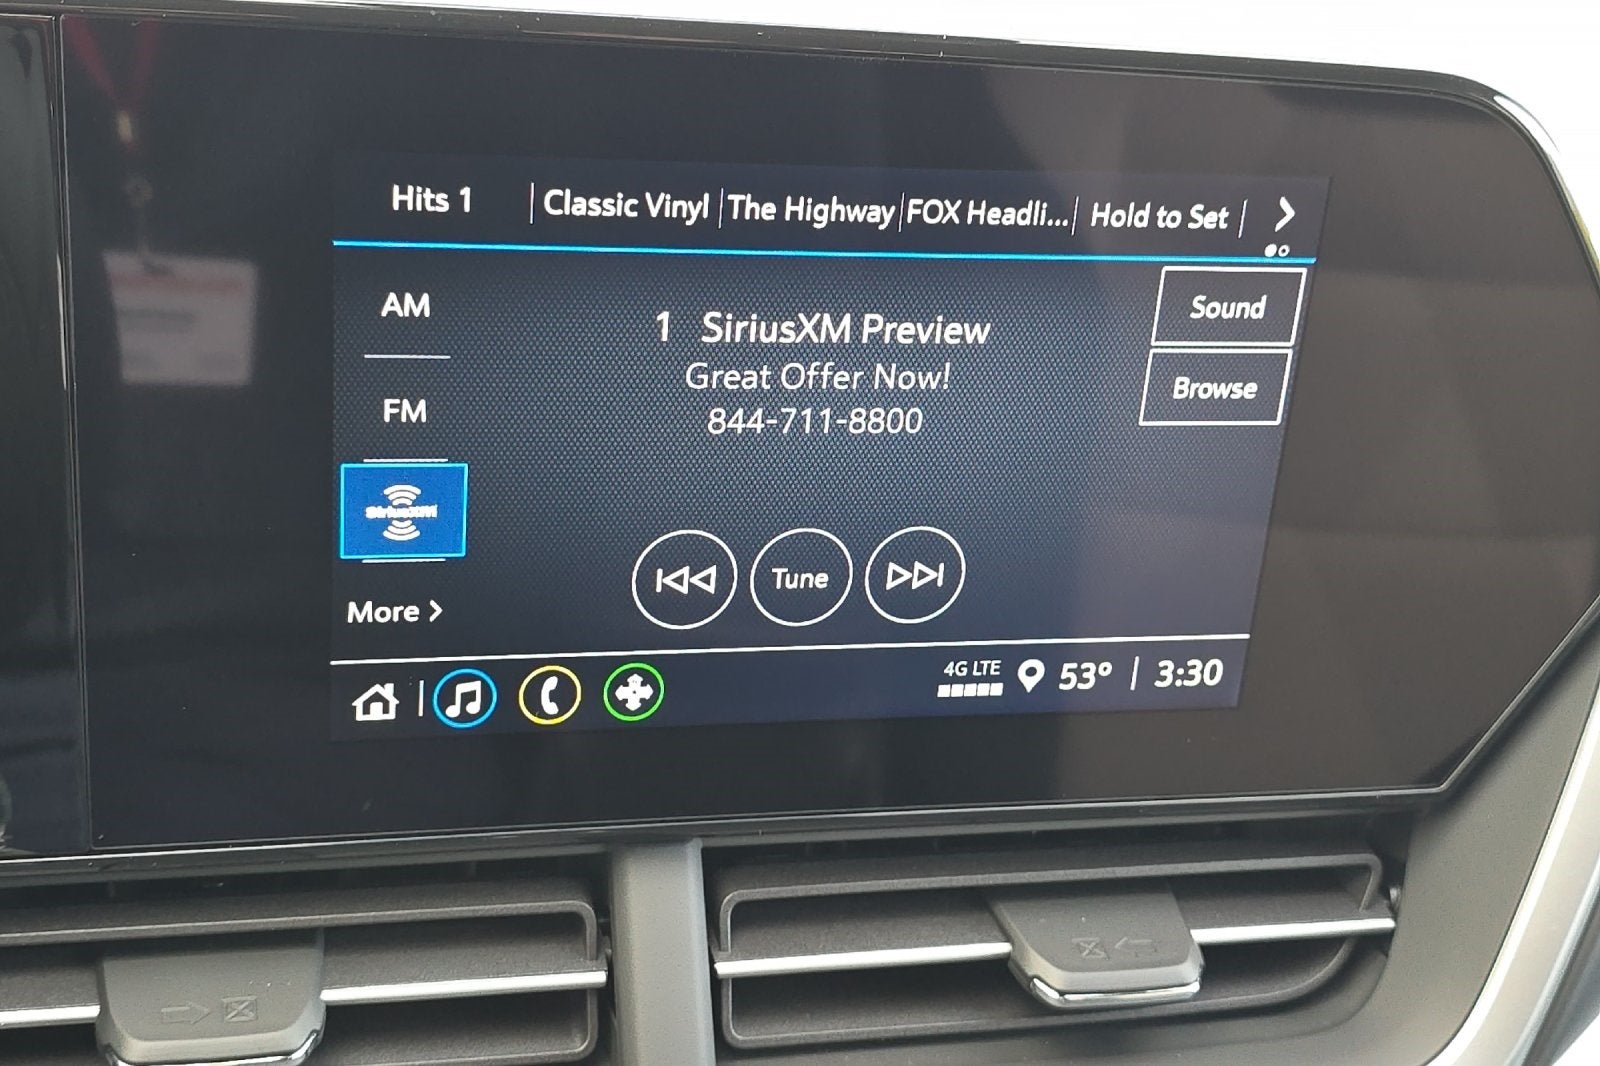 Hits 1 Classic Vinyl The Highway FOX Headli... Hold to Set
AM
1 SiriusXM Preview
Sound
Great Offer Now!
Browse
FM
844-711-8800
SiriusXM
Tune
More
4G LTE 53° 3:30